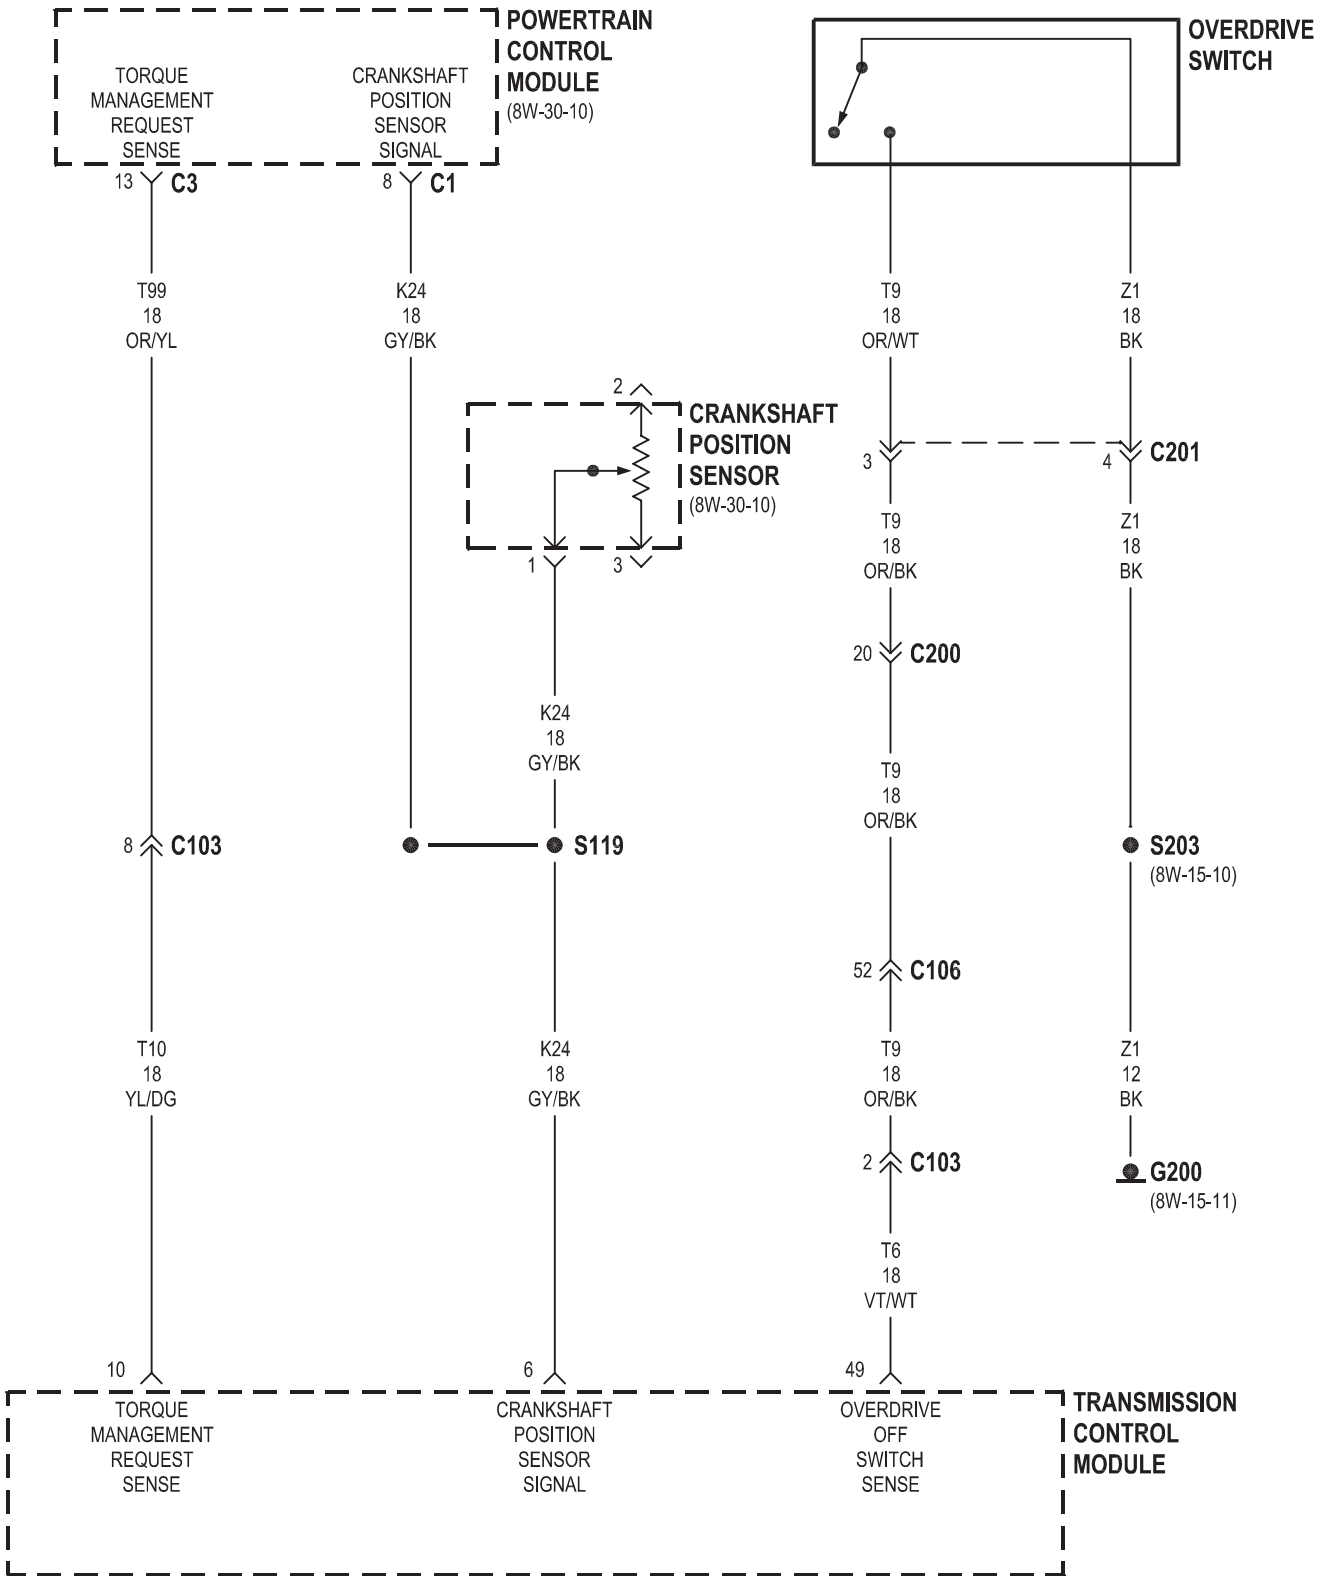 POWERTRAIN
CONTROL
MODULE
(8W-30-10)
TORQUE
MANAGEMENT
REQUEST
SENSE
CRANKSHAFT
POSITION
SENSOR
SIGNAL
OVERDRIVE
SWITCH
13
C3
8
C1
T99
18
OR/YL
K24
18
GY/BK
T9
18
OR/WT
Z1
18
BK
2
CRANKSHAFT
POSITION
SENSOR
(8W-30-10)
1
3
3
4
C201
T9
18
OR/BK
Z1
18
BK
20
C200
K24
18
GY/BK
T9
18
OR/BK
8
C103
S119
S203
(8W-15-10)
52
C106
T10
18
YL/DG
K24
18
GY/BK
T9
18
OR/BK
Z1
12
BK
2
C103
G200
(8W-15-11)
T6
18
VT/WT
10
6
49
TORQUE
MANAGEMENT
REQUEST
SENSE
CRANKSHAFT
POSITION
SENSOR
SIGNAL
OVERDRIVE
OFF
SWITCH
SENSE
TRANSMISSION
CONTROL
MODULE